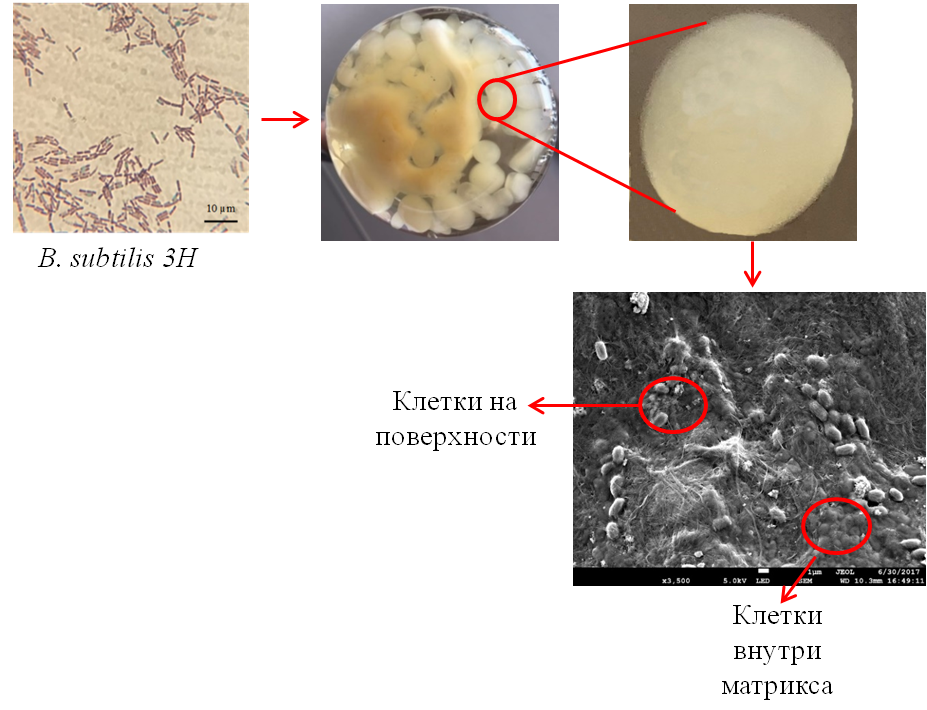 10 µm
B. subtilis 3H
Клетки на
поверхности
1µm JEOL 6/30/2017
x3,500 5.0kV LED SEM WD 10.3mm 16:49:11
Клетки
внутри
матрикса